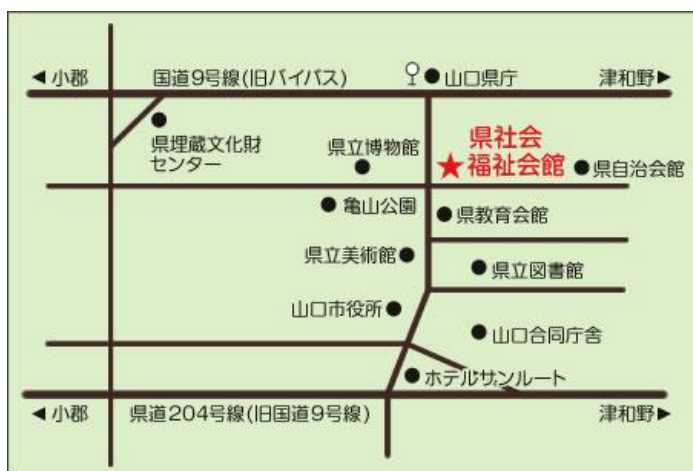 ◀小郡
国道9号線(旧バイパス)
山口県庁
津和野▶
県埋蔵文化財
センター
県立博物館
県社会
★福祉会館
県自治会館
亀山公園
県教育会館
県立美術館
県立図書館
山口市役所
山口合同庁舎
ホテルサンルート
◀小郡
県道204号線(旧国道9号線)
津和野▶